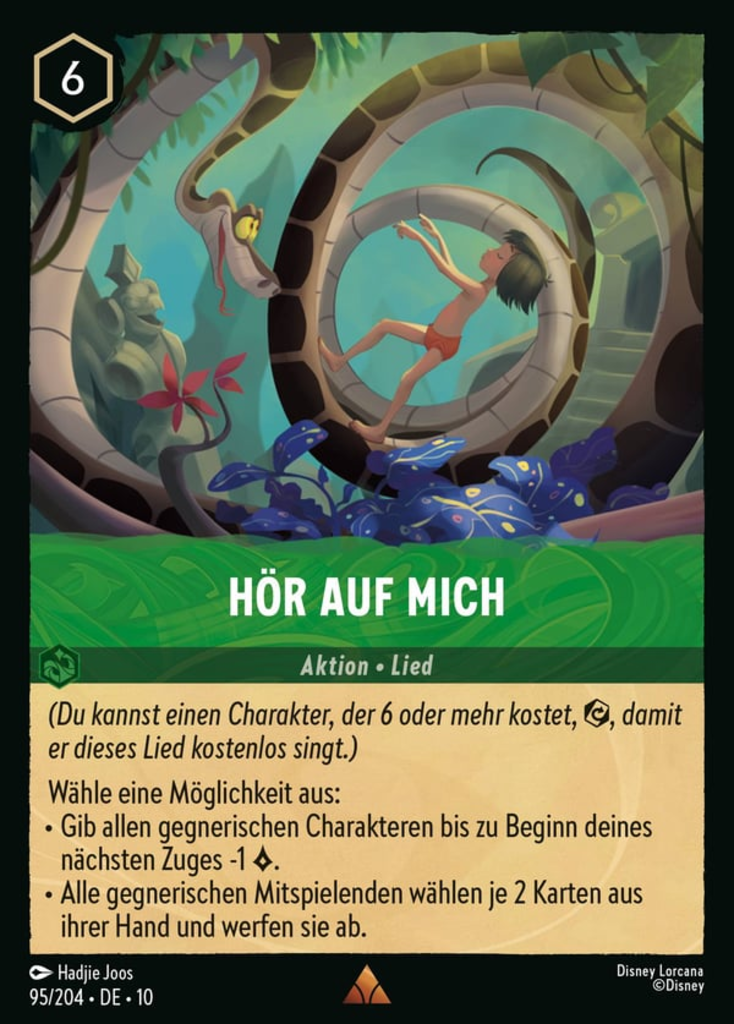 6
HÖR AUF MICH
Aktion • Lied
(Du kannst einen Charakter, der 6 oder mehr kostet, , damit
er dieses Lied kostenlos singt.)
Wähle eine Möglichkeit aus:
• Gib allen gegnerischen Charakteren bis zu Beginn deines
nächsten Zuges -1 .
• Alle gegnerischen Mitspielenden wählen je 2 Karten aus
ihrer Hand und werfen sie ab.
Hadjie Joos
95/204 • DE • 10
Disney Lorcana
©Disney